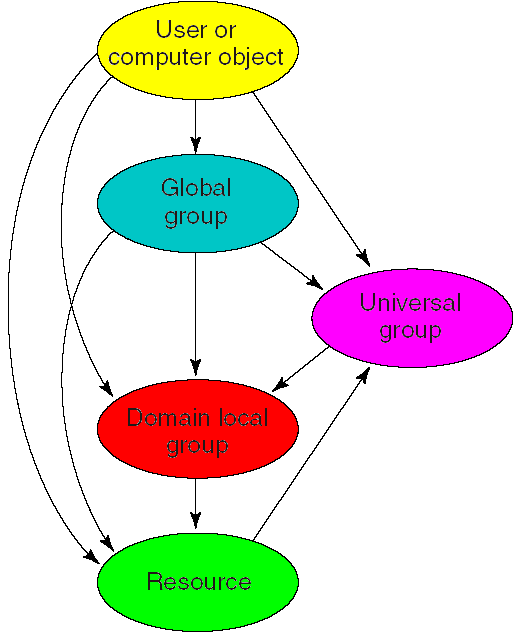 User or
computer object
Global
group
Universal
group
Domain local
group
Resource